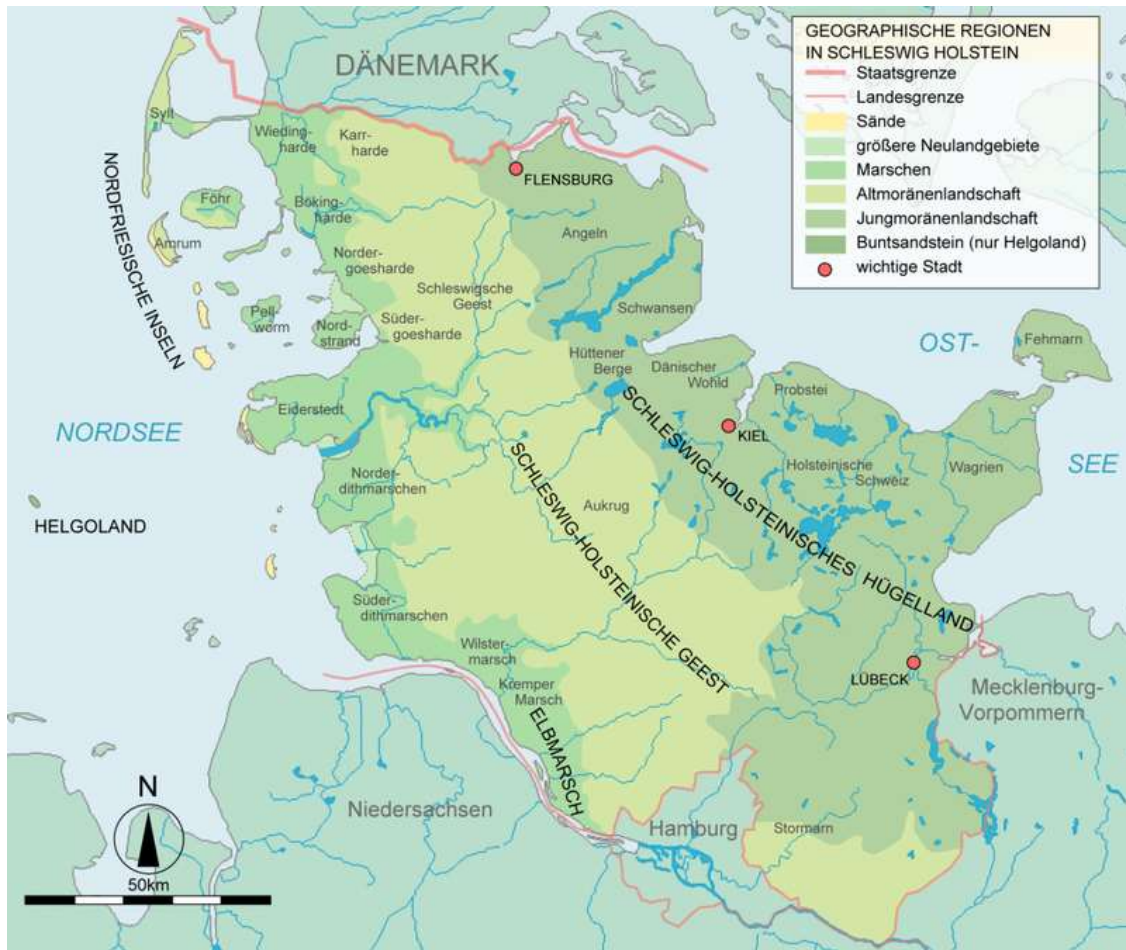 GEOGRAPHISCHE REGIONEN
IN SCHLESWIG HOLSTEIN
Staatsgrenze
Landesgrenze
Sände
größere Neulandgebiete
Marschen
Altmoränenlandschaft
Jungmoränenlandschaft
Buntsandstein (nur Helgoland)
wichtige Stadt
DÄNEMARK
Sylt
Wieding-
harde
Karr-
harde
FLENSBURG
NORDFRIESISCHE INSELN
Föhr
Böking-
harde
Amrum
Angeln
Norder-
goesharde
Schleswigsche
Geest
Schwansen
Pell-
worm
Nord-
strand
Süder-
goesharde
Hüttener
Berge
Dänischer
Wohld
OST-
Fehmarn
Probstei
Eiderstedt
NORDSEE
KIEL
SCHLESWIG-HOLSTEINISCHES HÜGELLAND
SEE
Holsteinische
Schweiz
Wagrien
Norder-
dithmarschen
SCHLESWIG-HOLSTEINISCHE GEEST
Aukrug
HELGOLAND
Süder-
dithmarschen
Wilster-
marsch
Kremper
Marsch
ELBMARSCH
LÜBECK
Mecklenburg-
Vorpommern
Niedersachsen
Hamburg
Stormarn
N
50km